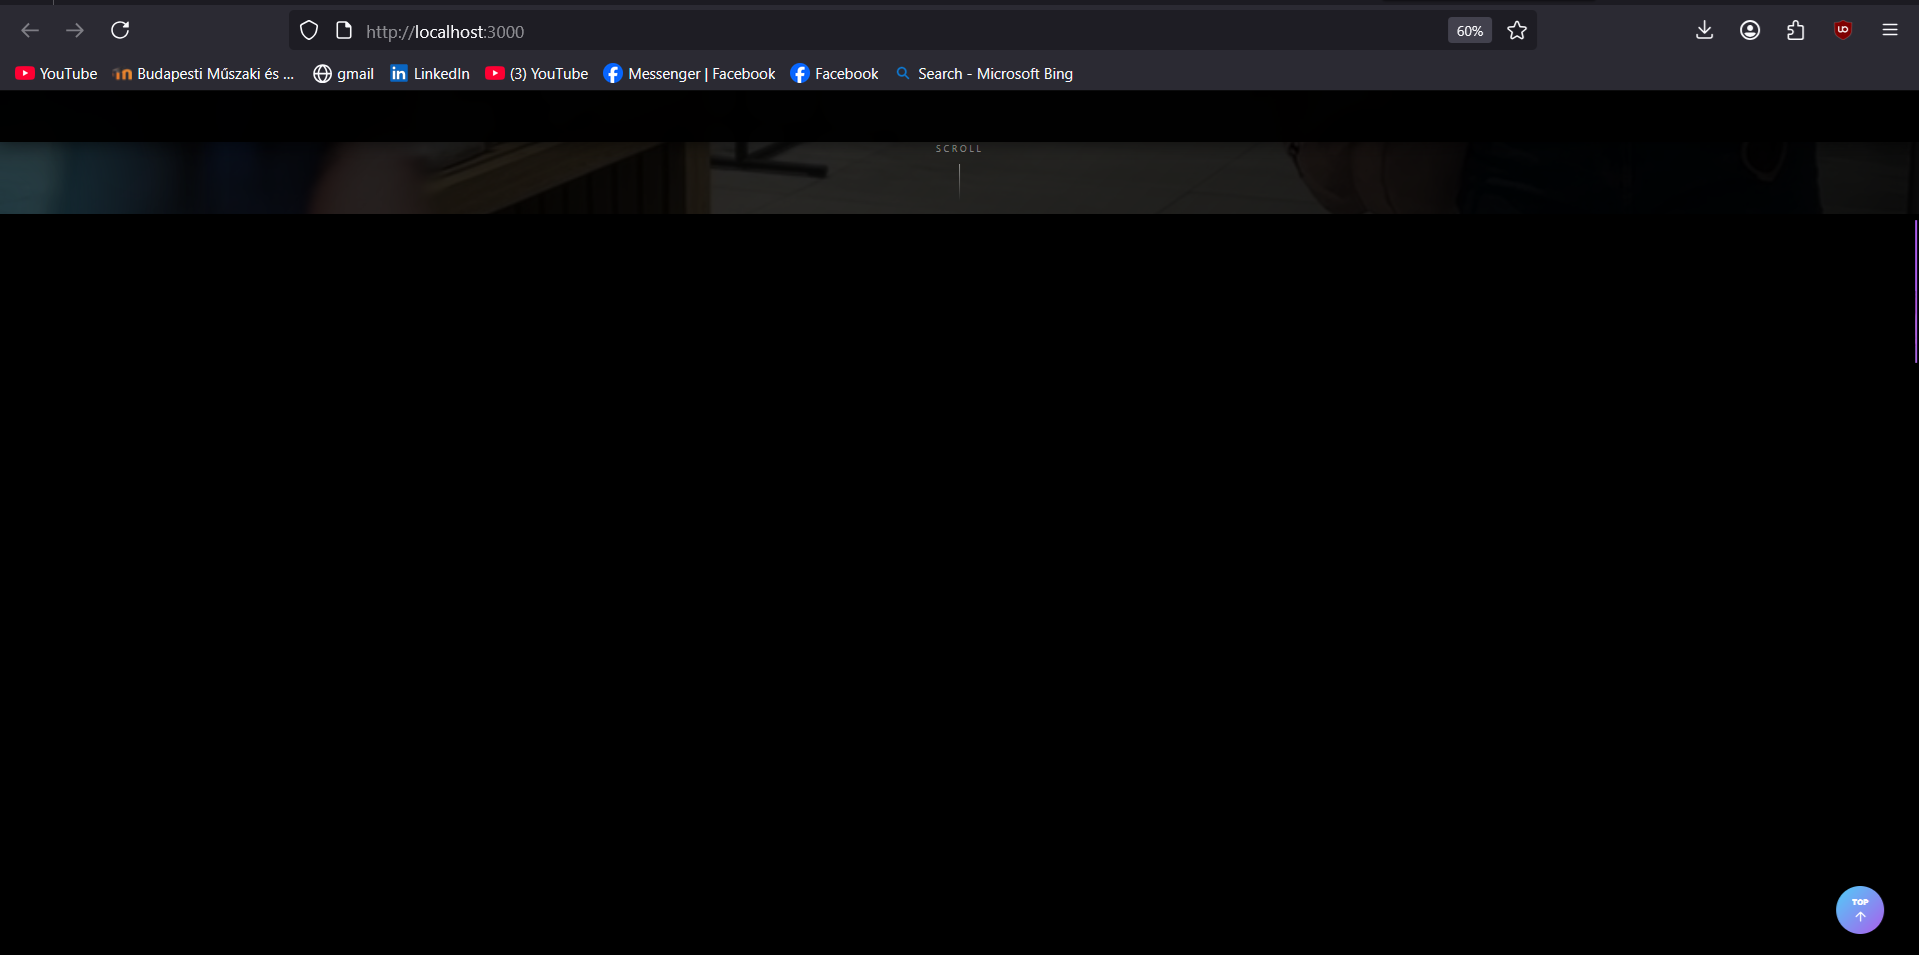 http://localhost:3000
60%
YouTube
Budapesti Műszaki és ...
gmail
in
LinkedIn
(3) YouTube
Messenger | Facebook
Facebook
Search - Microsoft Bing
SCROLL
TOP